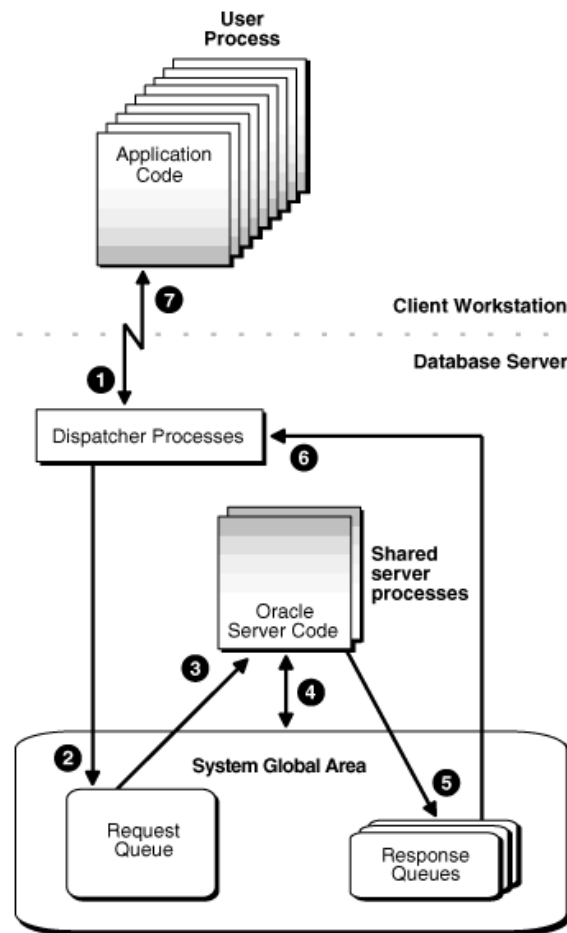 User
Process
Application
Code
7
Client Workstation
Database Server
1
Dispatcher Processes
6
Shared
server
processes
Oracle
Server Code
3
4
2
System Global Area
5
Request
Queue
Response
Queues